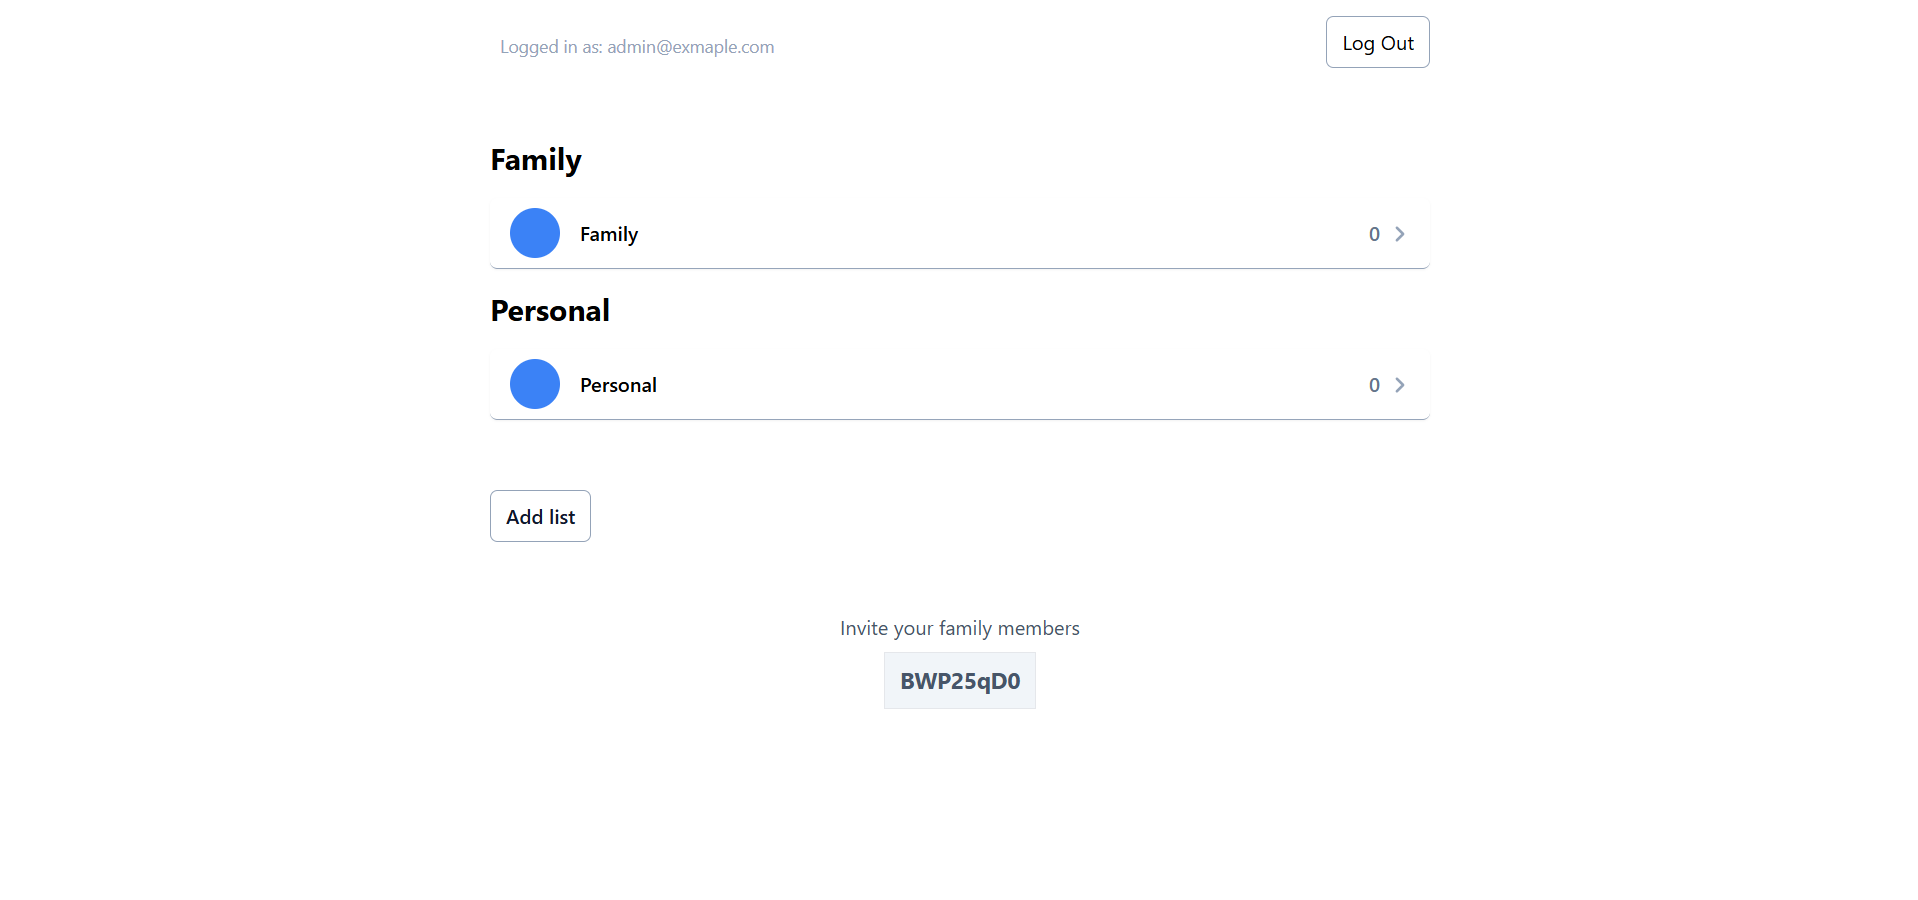 Logged in as: admin@exmaple.com
Log Out
Family
Family 0
Personal
Personal 0
Add list
Invite your family members
BWP25qD0